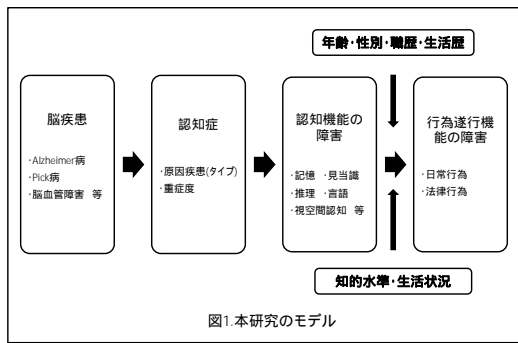 年齢・性別・職歴・生活歴
脳疾患
・Alzheimer病
・Pick病
・脳血管障害 等
認知症
・原因疾患(タイプ)
・重症度
認知機能の
障害
・記憶 ・見当識
・推理 ・言語
・視空間認知 等
行為遂行機
能の障害
・日常行為
・法律行為
知的水準・生活状況
図1.本研究のモデル